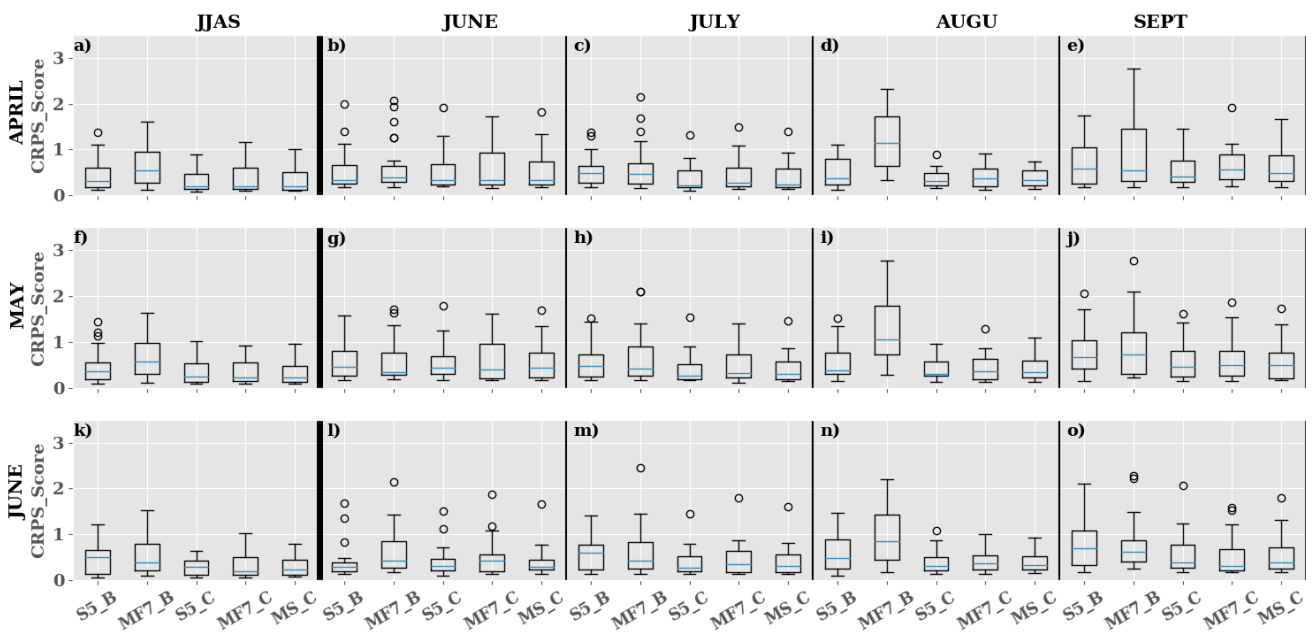 JJAS JUNE JULY AUGU SEPT
a) b) c) d) e)
APRIL
CRPS_Score
3
2
1
0
f) g) h) i) j)
MAY
CRPS_Score
3
2
1
0
k) l) m) n) o)
JUNE
CRPS_Score
3
2
1
0
S5_B MF7_B S5_C MF7_C MS_C S5_B MF7_B S5_C MF7_C MS_C S5_B MF7_B S5_C MF7_C MS_C S5_B MF7_B S5_C MF7_C MS_C S5_B MF7_B S5_C MF7_C MS_C